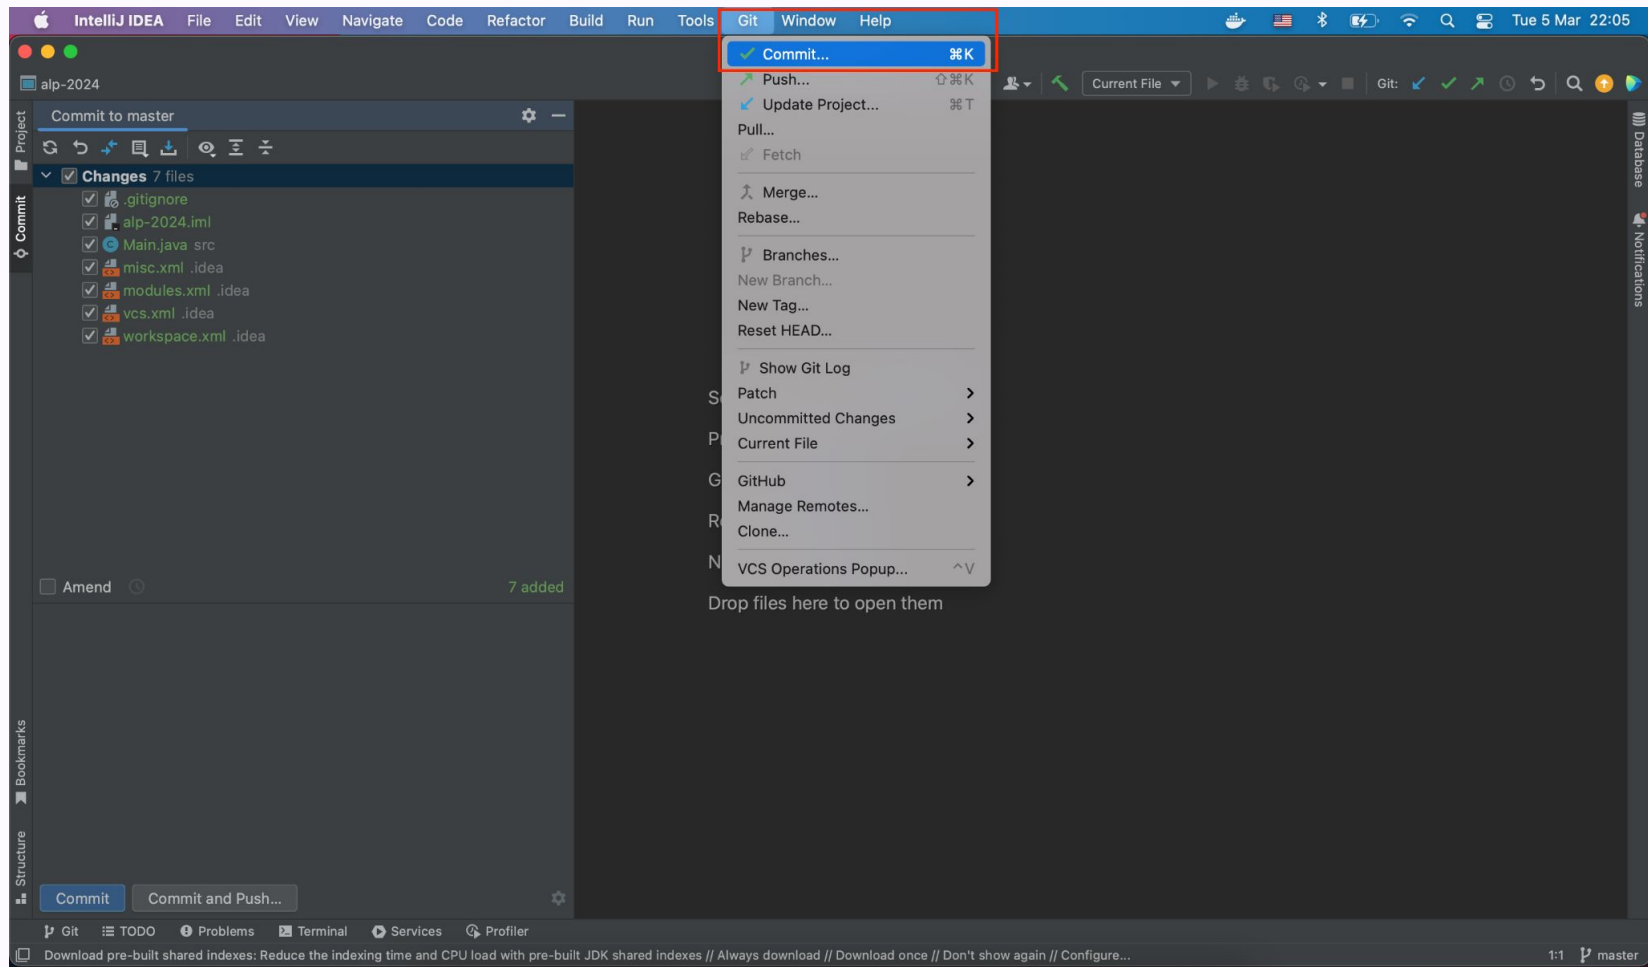 IntelliJ IDEA File Edit View Navigate Code Refactor Build Run Tools Git Window Help Tue 5 Mar 22:05
Commit... ⌘K
alp-2024
Push... ⇧⌘K
Current File
Git:
Update Project... ⌘T
Pull...
Fetch
Merge...
Rebase...
Branches...
New Branch...
New Tag...
Reset HEAD...
Show Git Log
Patch
Uncommitted Changes
Current File
GitHub
Manage Remotes...
Clone...
VCS Operations Popup... ^V
Project
Commit
Bookmarks
Structure
Commit to master
Changes 7 files
.gitignore
alp-2024.iml
Main.java src
misc.xml .idea
modules.xml .idea
vcs.xml .idea
workspace.xml .idea
Amend 7 added
Commit Commit and Push...
Drop files here to open them
Database
Notifications
Git TODO Problems Terminal Services Profiler
Download pre-built shared indexes: Reduce the indexing time and CPU load with pre-built JDK shared indexes // Always download // Download once // Don't show again // Configure... 1:1 master